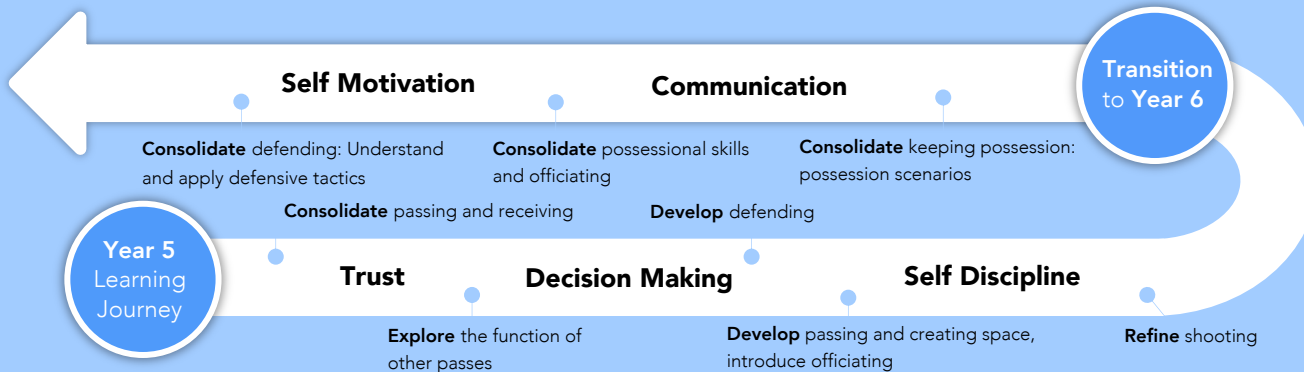 Self Motivation
Communication
Transition
to Year 6
Consolidate defending: Understand
and apply defensive tactics
Consolidate possessional skills
and officiating
Consolidate keeping possession:
possession scenarios
Consolidate passing and receiving
Develop defending
Year 5
Learning
Journey
Trust
Decision Making
Self Discipline
Explore the function of
other passes
Develop passing and creating space,
introduce officiating
Refine shooting